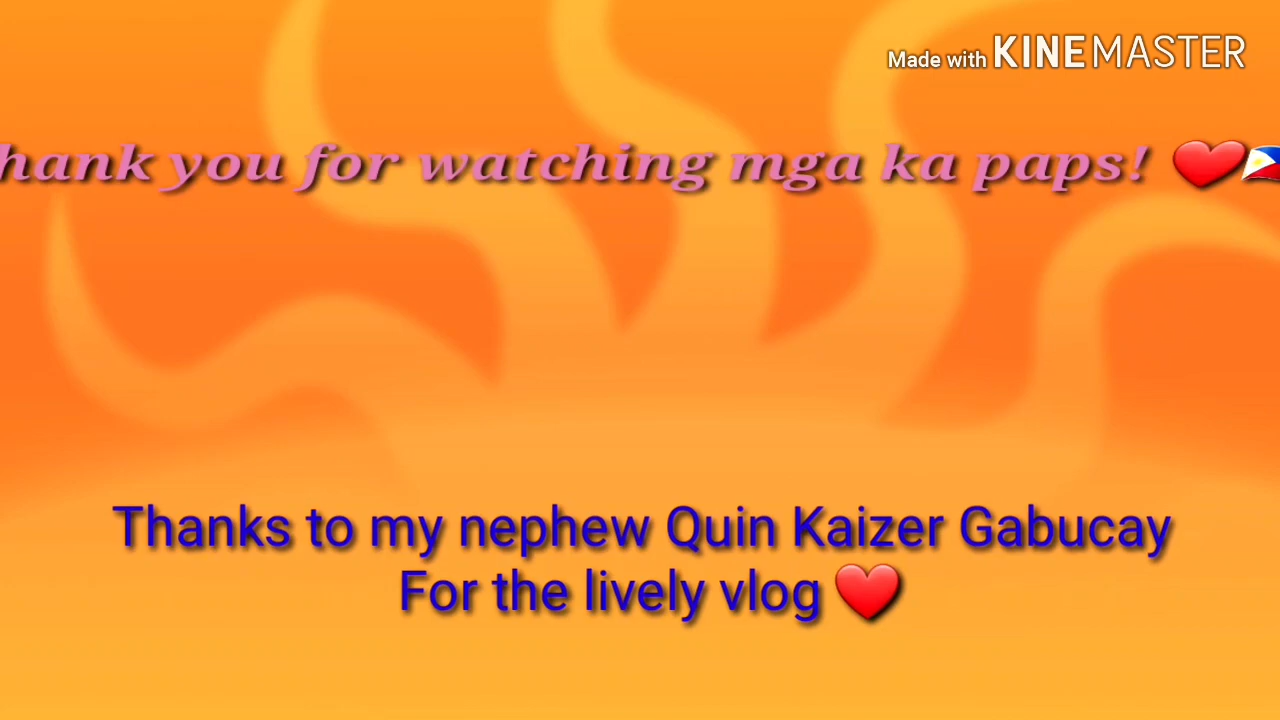 Made with KINEMASTER
hank you for watching mga ka paps! ❤️🇵🇭
Thanks to my nephew Quin Kaizer Gabucay
For the lively vlog ❤️